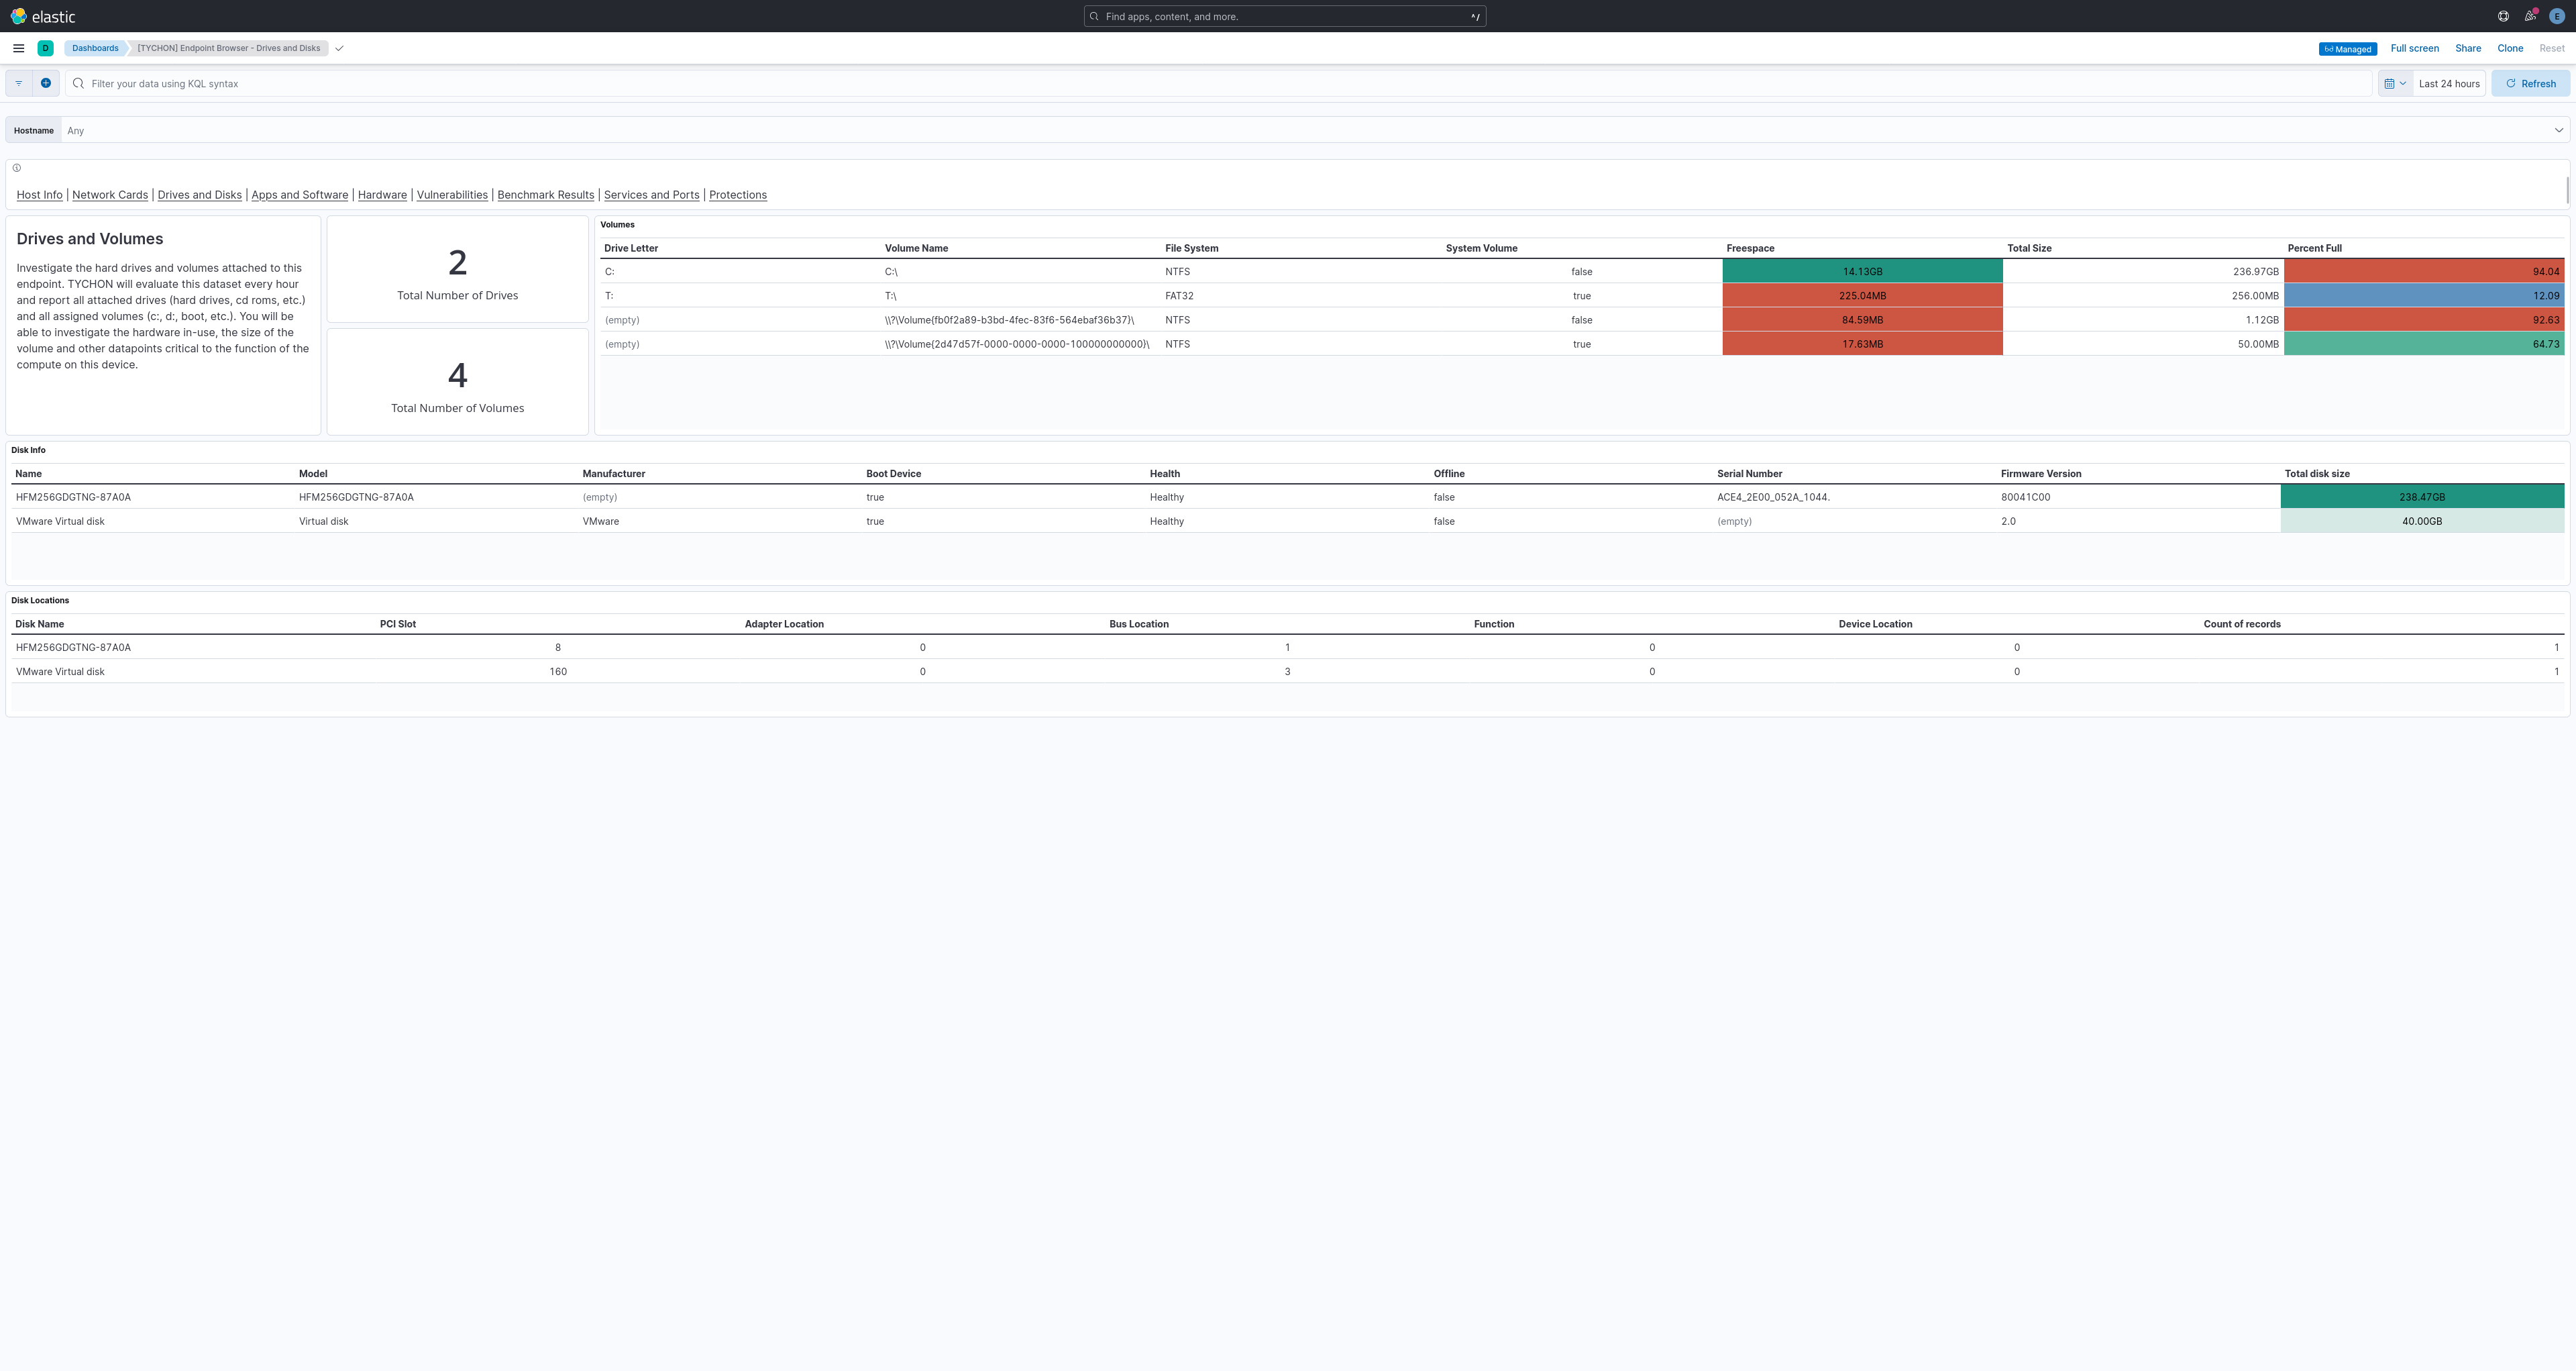 elastic
Find apps, content, and more.
^/
E
D
Dashboards
[TYCHON] Endpoint Browser - Drives and Disks
Managed
Full screen
Share
Clone
Reset
Filter your data using KQL syntax
Last 24 hours
Refresh
Hostname
Any
Host Info | Network Cards | Drives and Disks | Apps and Software | Hardware | Vulnerabilities | Benchmark Results | Services and Ports | Protections
Drives and Volumes
Investigate the hard drives and volumes attached to this
endpoint. TYCHON will evaluate this dataset every hour
and report all attached drives (hard drives, cd roms, etc.)
and all assigned volumes (c:, d:, boot, etc.). You will be
able to investigate the hardware in-use, the size of the
volume and other datapoints critical to the function of the
compute on this device.
2
Total Number of Drives
4
Total Number of Volumes
Volumes
Drive Letter Volume Name File System System Volume Freespace Total Size Percent Full
C: C:\ NTFS false 14.13GB 236.97GB 94.04
T: T:\ FAT32 true 225.04MB 256.00MB 12.09
(empty) \\?\Volume{fb0f2a89-b3bd-4fec-83f6-564ebaf36b37}\ NTFS false 84.59MB 1.12GB 92.63
(empty) \\?\Volume{2d47d57f-0000-0000-0000-100000000000}\ NTFS true 17.63MB 50.00MB 64.73
Disk Info
Name Model Manufacturer Boot Device Health Offline Serial Number Firmware Version Total disk size
HFM256GDGTNG-87A0A HFM256GDGTNG-87A0A (empty) true Healthy false ACE4_2E00_052A_1044. 80041C00 238.47GB
VMware Virtual disk Virtual disk VMware true Healthy false (empty) 2.0 40.00GB
Disk Locations
Disk Name PCI Slot Adapter Location Bus Location Function Device Location Count of records
HFM256GDGTNG-87A0A 8 0 1 0 0 1
VMware Virtual disk 160 0 3 0 0 1